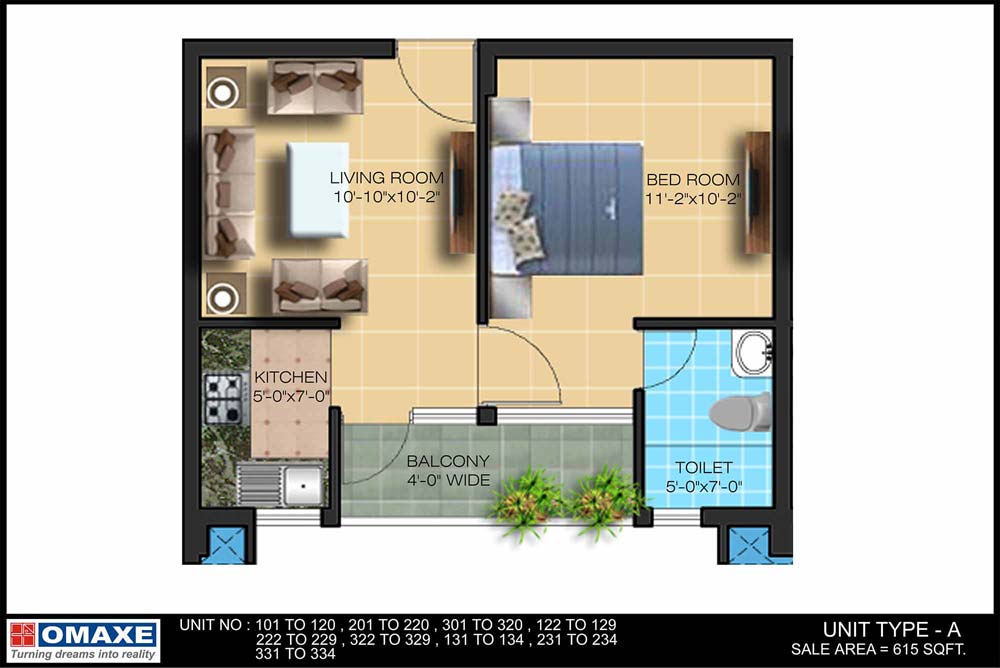 LIVING ROOM
10'-10"x10'-2"
BED ROOM
11'-2"x10'-2"
KITCHEN
5'-0"x7'-0"
BALCONY
4'-0" WIDE
TOILET
5'-0"x7'-0"
OMAXE
Turning dreams into reality
UNIT NO : 101 TO 120 , 201 TO 220 , 301 TO 320 , 122 TO 129
222 TO 229 , 322 TO 329 , 131 TO 134 , 231 TO 234
331 TO 334
UNIT TYPE - A
SALE AREA = 615 SQFT.